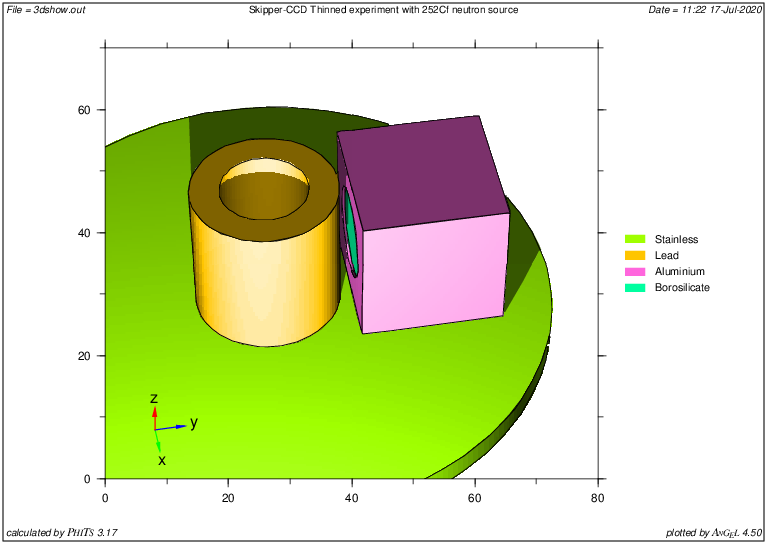 File = 3dshow.out
Skipper-CCD Thinned experiment with 252Cf neutron source
Date = 11:22 17-Jul-2020
60
40
20
0
0 20 40 60 80
z
y
x
Stainless
Lead
Aluminium
Borosilicate
calculated by PHITS 3.17
plotted by ANGEL 4.50